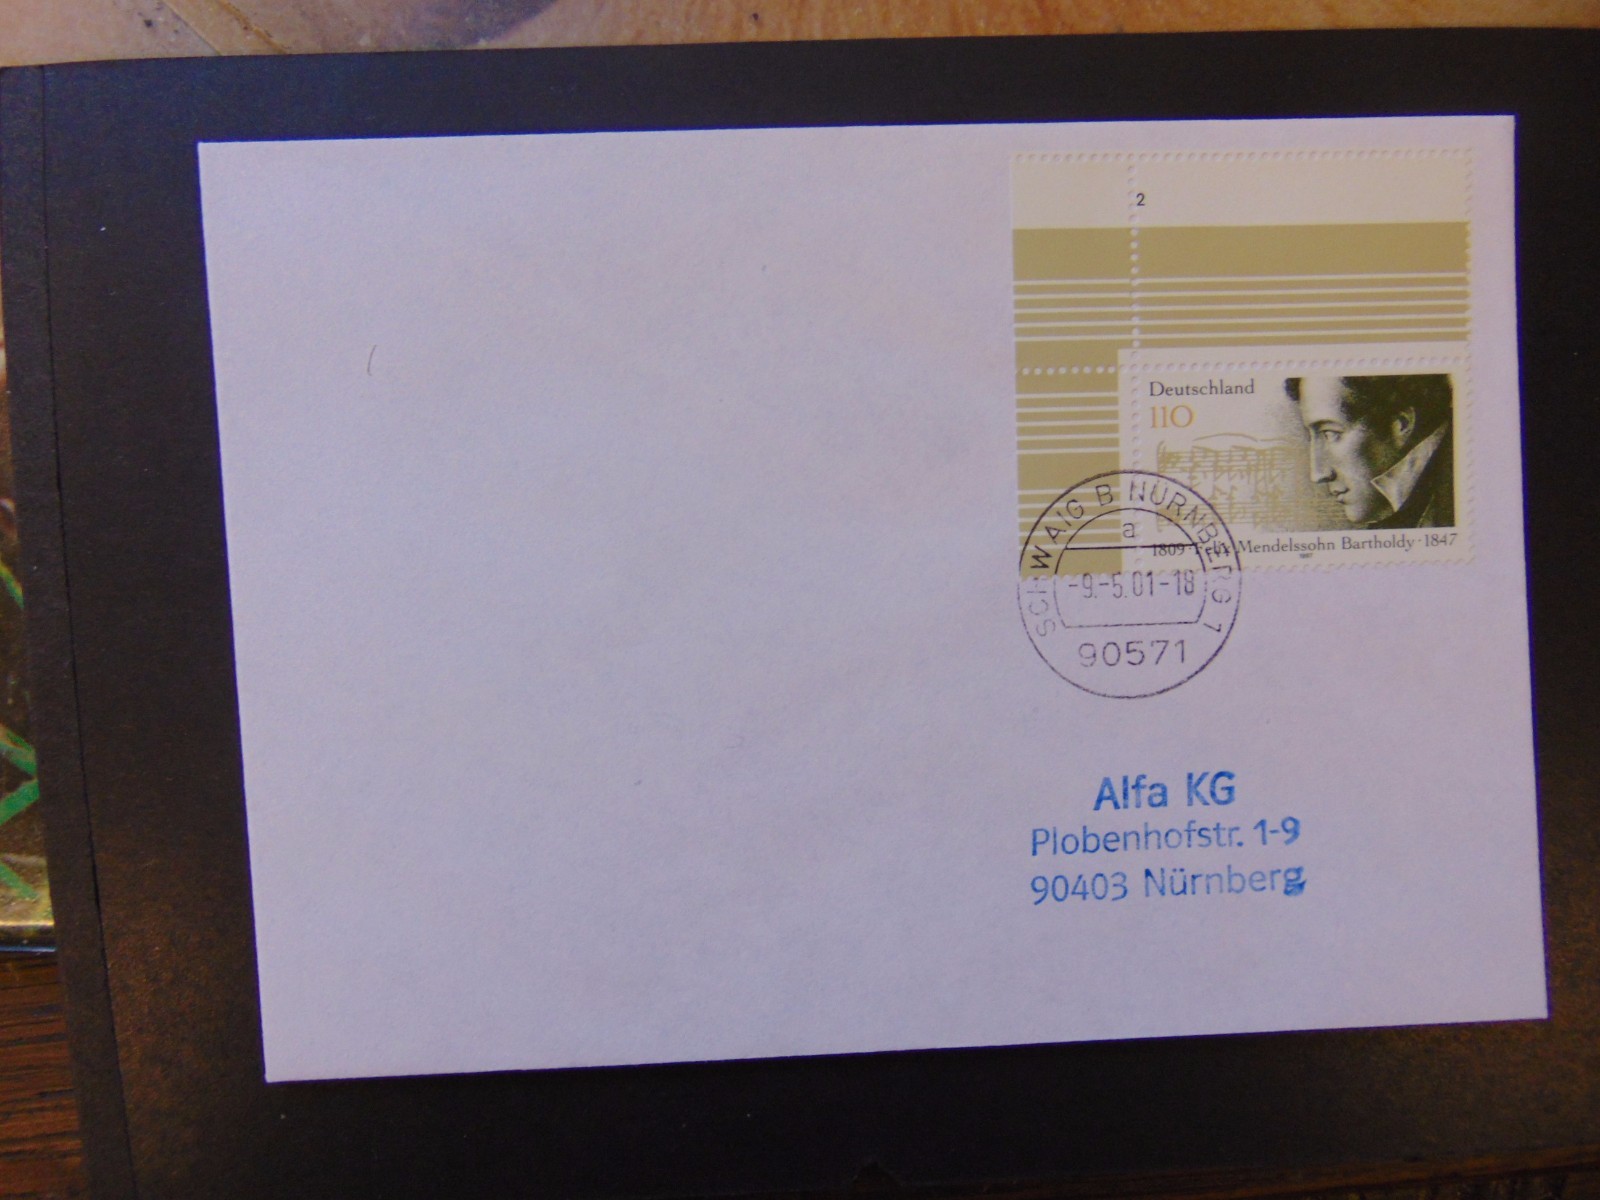 2
Deutschland
110
1809 · Felix Mendelssohn Bartholdy · 1847
1997
SCHWAIG B NÜRNBERG 1
a
-9.-5.01-18
90571
Alfa KG
Plobenhofstr. 1-9
90403 Nürnberg